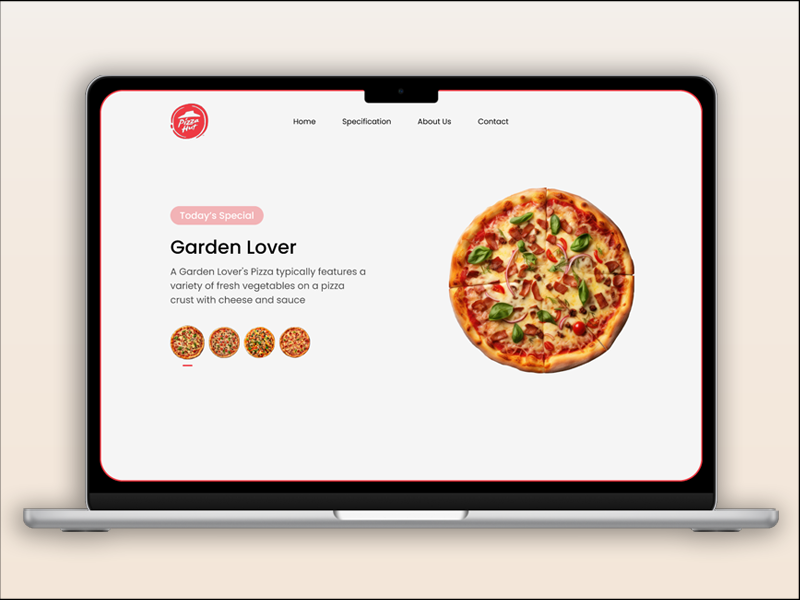 Pizza
Hut
Home
Specification
About Us
Contact
Today's Special
Garden Lover
A Garden Lover's Pizza typically features a
variety of fresh vegetables on a pizza
crust with cheese and sauce